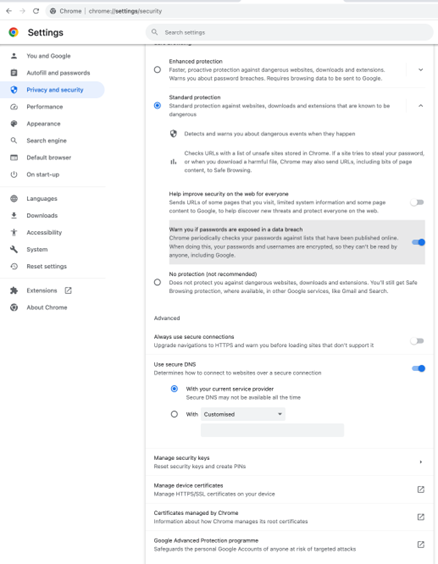 Chrome | chrome://settings/security
Settings
Search settings
You and Google
Autofill and passwords
Privacy and security
Performance
Appearance
Search engine
Default browser
On start-up
Languages
Downloads
Accessibility
System
Reset settings
Extensions
About Chrome
Enhanced protection
Faster, proactive protection against dangerous websites, downloads and extensions.
Warns you about password breaches. Requires browsing data to be sent to Google.
Standard protection
Standard protection against websites, downloads and extensions that are known to be
dangerous
Detects and warns you about dangerous events when they happen
Checks URLs with a list of unsafe sites stored in Chrome. If a site tries to steal your password,
or when you download a harmful file, Chrome may also send URLs, including bits of page
content, to Safe Browsing.
Help improve security on the web for everyone
Sends URLs of some pages that you visit, limited system information and some page
content to Google, to help discover new threats and protect everyone on the web.
Warn you if passwords are exposed in a data breach
Chrome periodically checks your passwords against lists that have been published online.
When doing this, your passwords and usernames are encrypted, so they can't be read by
anyone, including Google.
No protection (not recommended)
Does not protect you against dangerous websites, downloads and extensions. You'll still get Safe
Browsing protection, where available, in other Google services, like Gmail and Search.
Advanced
Always use secure connections
Upgrade navigations to HTTPS and warn you before loading sites that don't support it
Use secure DNS
Determines how to connect to websites over a secure connection
With your current service provider
Secure DNS may not be available all the time
With Customised
Manage security keys
Reset security keys and create PINs
Manage device certificates
Manage HTTPS/SSL certificates on your device
Certificates managed by Chrome
Information about how Chrome manages its root certificates
Google Advanced Protection programme
Safeguards the personal Google Accounts of anyone at risk of targeted attacks